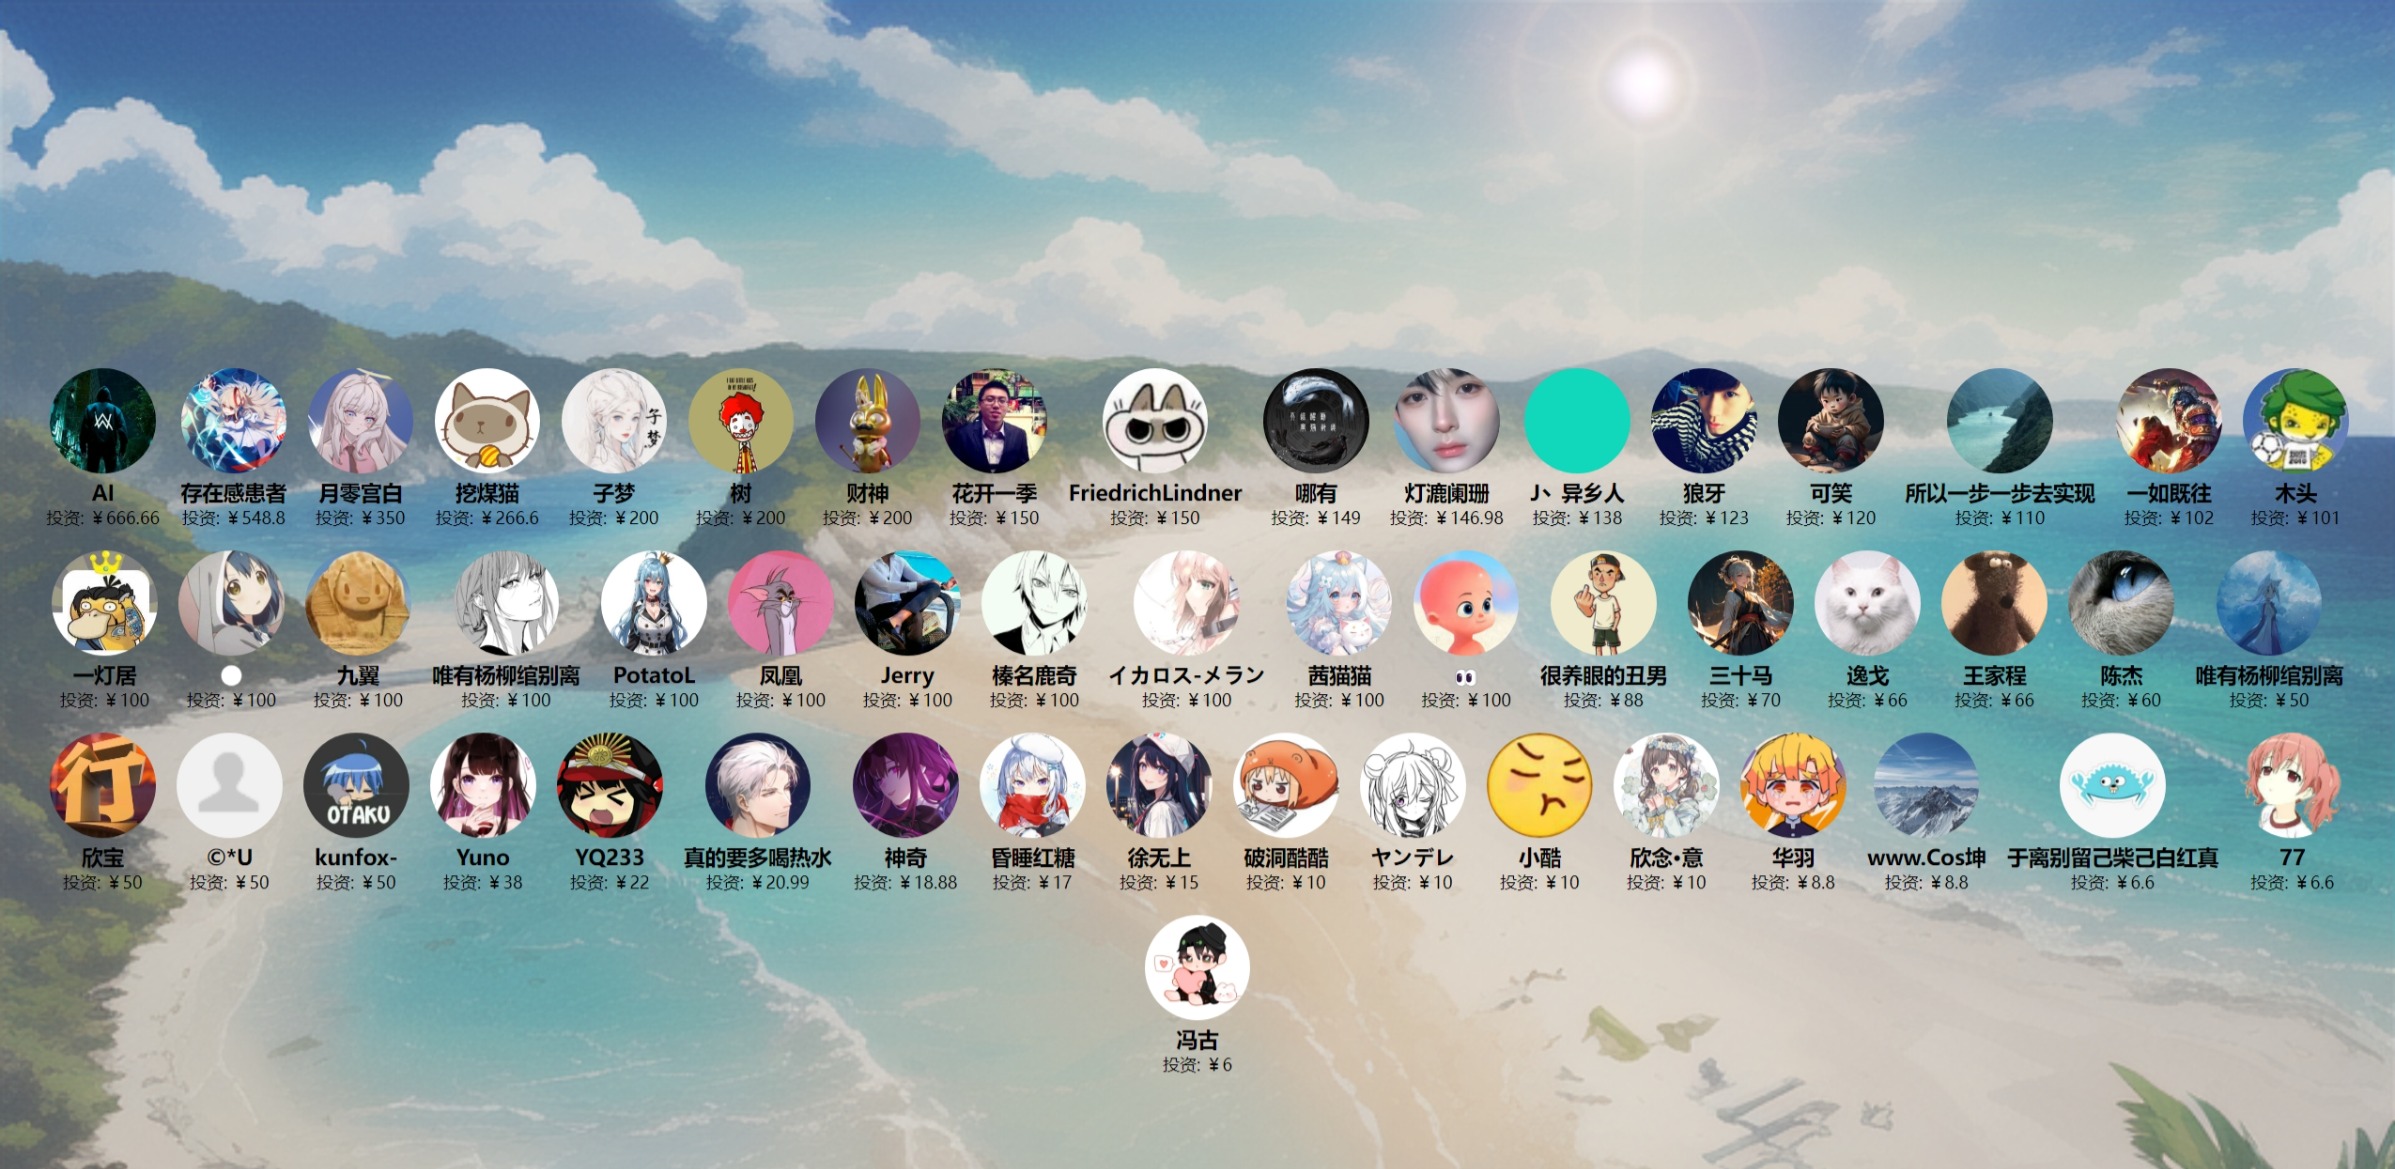 AI
投资: ￥666.66
存在感患者
投资: ￥548.8
月零宫白
投资: ￥350
挖煤猫
投资: ￥266.6
子梦
子梦
投资: ￥200
树
投资: ￥200
财神
投资: ￥200
花开一季
投资: ￥150
FriedrichLindner
投资: ￥150
哪有
投资: ￥149
灯漉阑珊
投资: ￥146.98
J丶异乡人
投资: ￥138
狼牙
投资: ￥123
可笑
投资: ￥120
所以一步一步去实现
投资: ￥110
一如既往
投资: ￥102
木头
投资: ￥101
一灯居
投资: ￥100
投资: ￥100
九翼
投资: ￥100
唯有杨柳绾别离
投资: ￥100
PotatoL
投资: ￥100
凤凰
投资: ￥100
Jerry
投资: ￥100
榛名鹿奇
投资: ￥100
イカロス-メラン
投资: ￥100
茜猫猫
投资: ￥100
👀
投资: ￥100
很养眼的丑男
投资: ￥88
三十马
投资: ￥70
逸戈
投资: ￥66
王家程
投资: ￥66
陈杰
投资: ￥60
唯有杨柳绾别离
投资: ￥50
行
欣宝
投资: ￥50
©*U
投资: ￥50
OTAKU
kunfox-
投资: ￥50
Yuno
投资: ￥38
YQ233
投资: ￥22
真的要多喝热水
投资: ￥20.99
神奇
投资: ￥18.88
昏睡红糖
投资: ￥17
徐无上
投资: ￥15
破洞酷酷
投资: ￥10
ヤンデレ
投资: ￥10
小酷
投资: ￥10
欣念•意
投资: ￥10
华羽
投资: ￥8.8
www.Cos坤
投资: ￥8.8
于离别留己柴己白红真
投资: ￥6.6
77
投资: ￥6.6
冯古
投资: ￥6